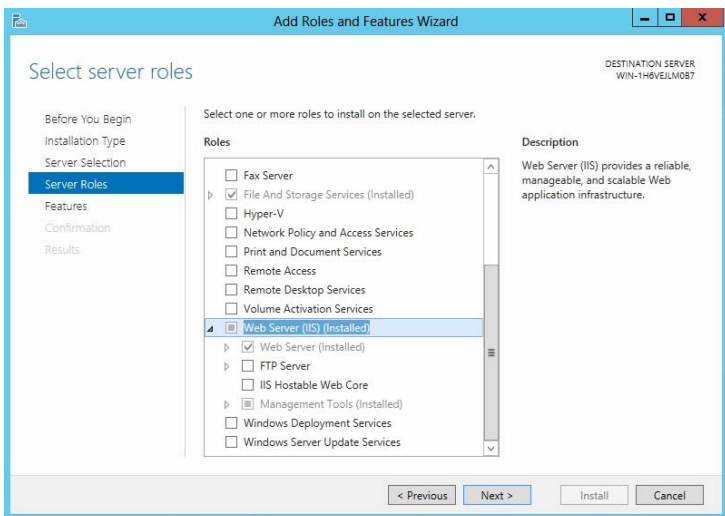 Add Roles and Features Wizard
Select server roles
DESTINATION SERVER
WIN-1H6VEJLM0B7
Before You Begin
Installation Type
Server Selection
Server Roles
Features
Confirmation
Results
Select one or more roles to install on the selected server.
Roles
Fax Server
File And Storage Services (Installed)
Hyper-V
Network Policy and Access Services
Print and Document Services
Remote Access
Remote Desktop Services
Volume Activation Services
Web Server (IIS) (Installed)
Web Server (Installed)
FTP Server
IIS Hostable Web Core
Management Tools (Installed)
Windows Deployment Services
Windows Server Update Services
Description
Web Server (IIS) provides a reliable,
manageable, and scalable Web
application infrastructure.
< Previous
Next >
Install
Cancel